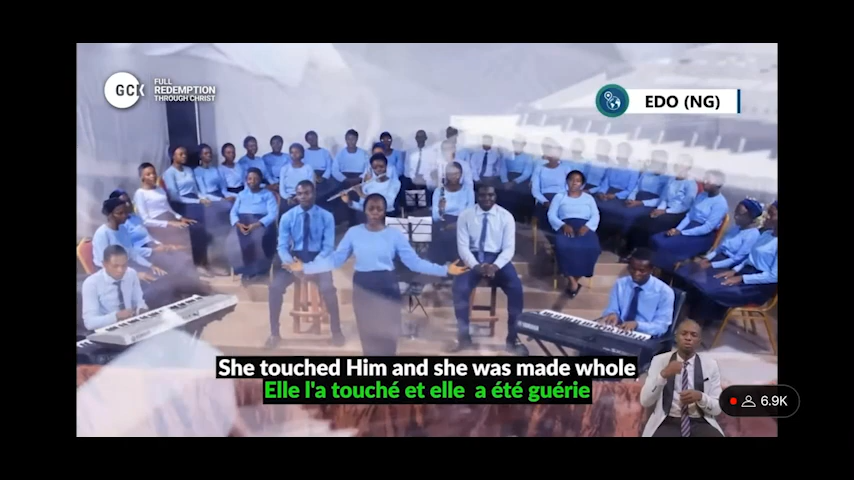 GCK
FULL
REDEMPTION
THROUGH CHRIST
EDO (NG)
She touched Him and she was made whole
Elle l'a touché et elle  a été guérie
6.9K